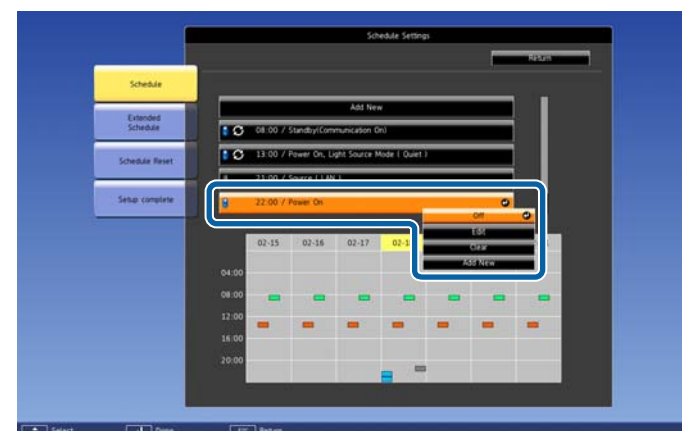 Schedule Settings
Return
Schedule
Extended
Schedule
Schedule Reset
Setup complete
Add New
08:00 / Standby(Communication On)
13:00 / Power On, Light Source Mode ( Quiet )
21:00 / Source ( LAN )
22:00 / Power On
Off
Edit
Clear
Add New
02-15 02-16 02-17
04:00
08:00
12:00
16:00
20:00
Select Done Esc Return